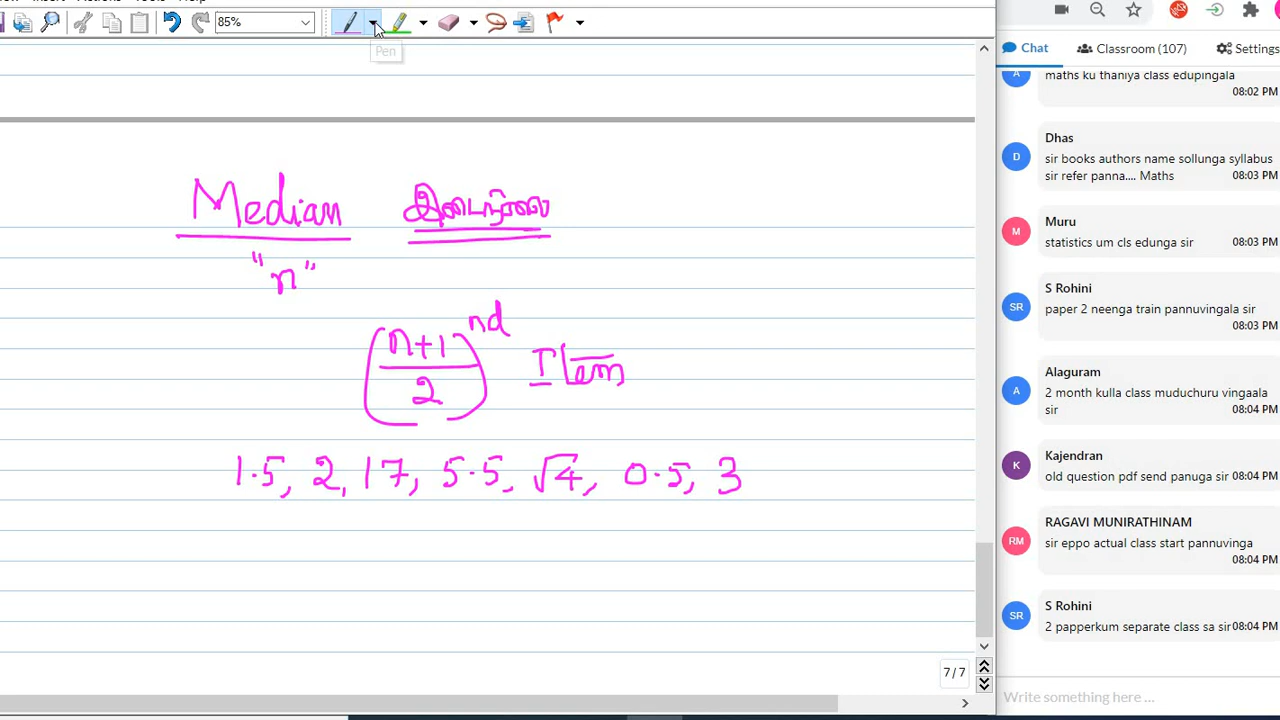 85%
Pen
Median இடைநிலை
"n"
(n+1/2)nd Item
1.5, 2, 17, 5.5, √4, 0.5, 3
7/7
Chat
Classroom (107)
Settings
A
maths ku thaniya class edupingala
08:02 PM
Dhas
D
sir books authors name sollunga syllabus
sir refer panna.... Maths 08:03 PM
Muru
M
statistics um cls edunga sir 08:03 PM
S Rohini
SR
paper 2 neenga train pannuvingala sir
08:03 PM
Alaguram
A
2 month kulla class muduchuru vingaala
sir 08:04 PM
Kajendran
K
old question pdf send panuga sir 08:04 PM
RAGAVI MUNIRATHINAM
RM
sir eppo actual class start pannuvinga
08:04 PM
S Rohini
SR
2 papperkum separate class sa sir 08:04 PM
Write something here ...